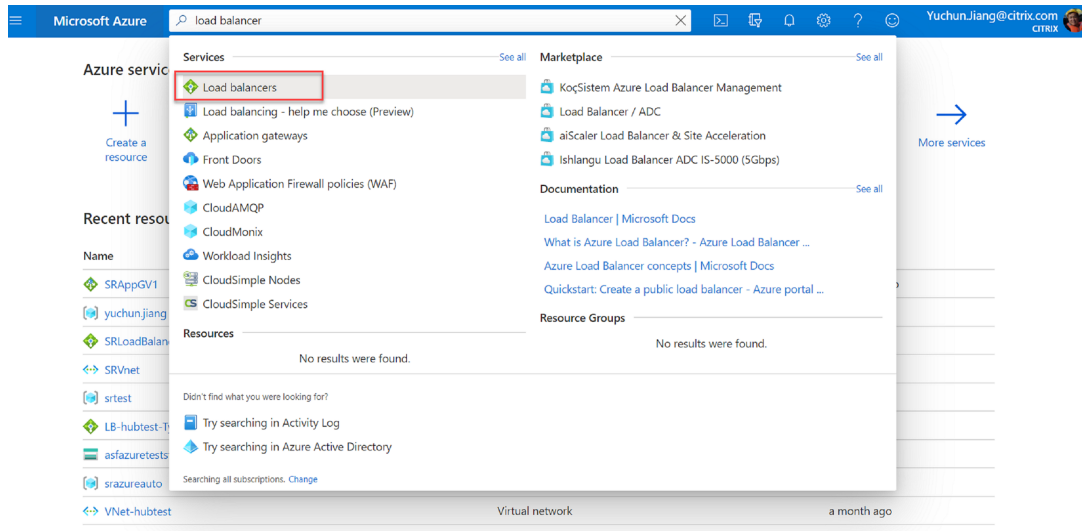 Microsoft Azure
load balancer
Yuchun.Jiang@citrix.com
CITRIX
Azure servic
Create a
resource
More services
Services
See all
Load balancers
Load balancing - help me choose (Preview)
Application gateways
Front Doors
Web Application Firewall policies (WAF)
CloudAMQP
CloudMonix
Workload Insights
CloudSimple Nodes
CS CloudSimple Services
Resources
No results were found.
Marketplace
See all
KoçSistem Azure Load Balancer Management
Load Balancer / ADC
aiScaler Load Balancer & Site Acceleration
Ishlangu Load Balancer ADC IS-5000 (5Gbps)
Documentation
See all
Load Balancer | Microsoft Docs
What is Azure Load Balancer? - Azure Load Balancer ...
Azure Load Balancer concepts | Microsoft Docs
Quickstart: Create a public load balancer - Azure portal ...
Resource Groups
No results were found.
Didn't find what you were looking for?
Try searching in Activity Log
Try searching in Azure Active Directory
Searching all subscriptions. Change
Recent resou
Name
SRAppGV1
yuchun.jiang
SRLoadBalan
SRVnet
srtest
LB-hubtest-T
asfazuretests
srazureauto
VNet-hubtest
Virtual network
a month ago